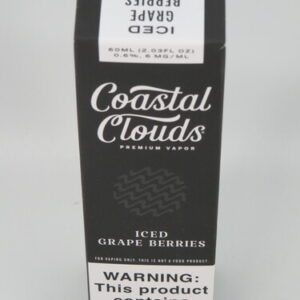 ICED
GRAPE
BERRIES
60ML (2.03FL OZ)
0.6%, 6 MG/ML
Coastal
Clouds
PREMIUM VAPOR
ICED
GRAPE BERRIES
FOR VAPING ONLY. THIS IS NOT A FOOD PRODUCT.
WARNING:
This product
contains